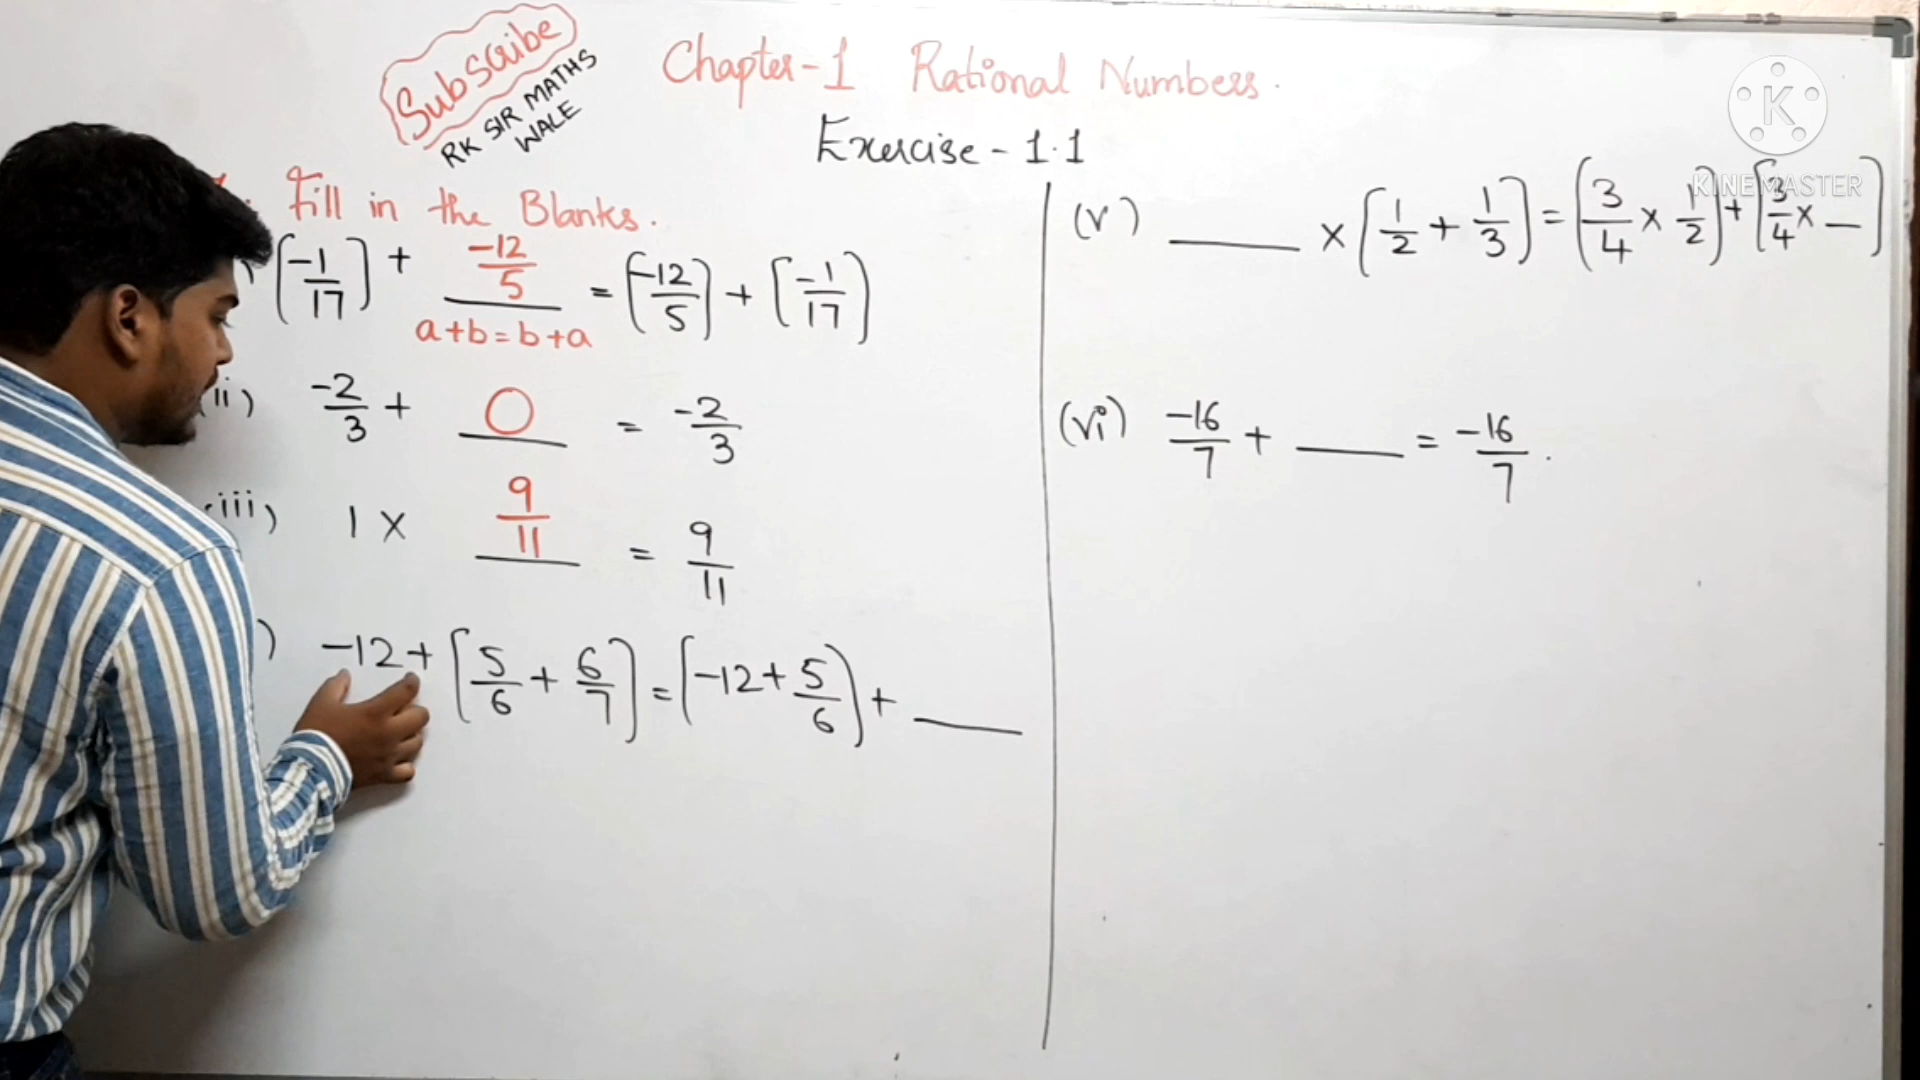 Subscribe
RK SIR MATHS
WALE
Chapter-1 Rational Numbers.
Exercise - 1.1
Fill in the Blanks.
) (-1/17) + -12/5 = (-12/5) + (-1/17)
a+b=b+a
ii) -2/3 + 0 = -2/3
iii) 1 × 9/11 = 9/11
) -12 + [5/6 + 6/7] = (-12 + 5/6) + ____
(v) ____ × [1/2 + 1/3] = (3/4 × 1/2) + [3/4 × __]
(vi) -16/7 + ____ = -16/7.
K
KINEMASTER